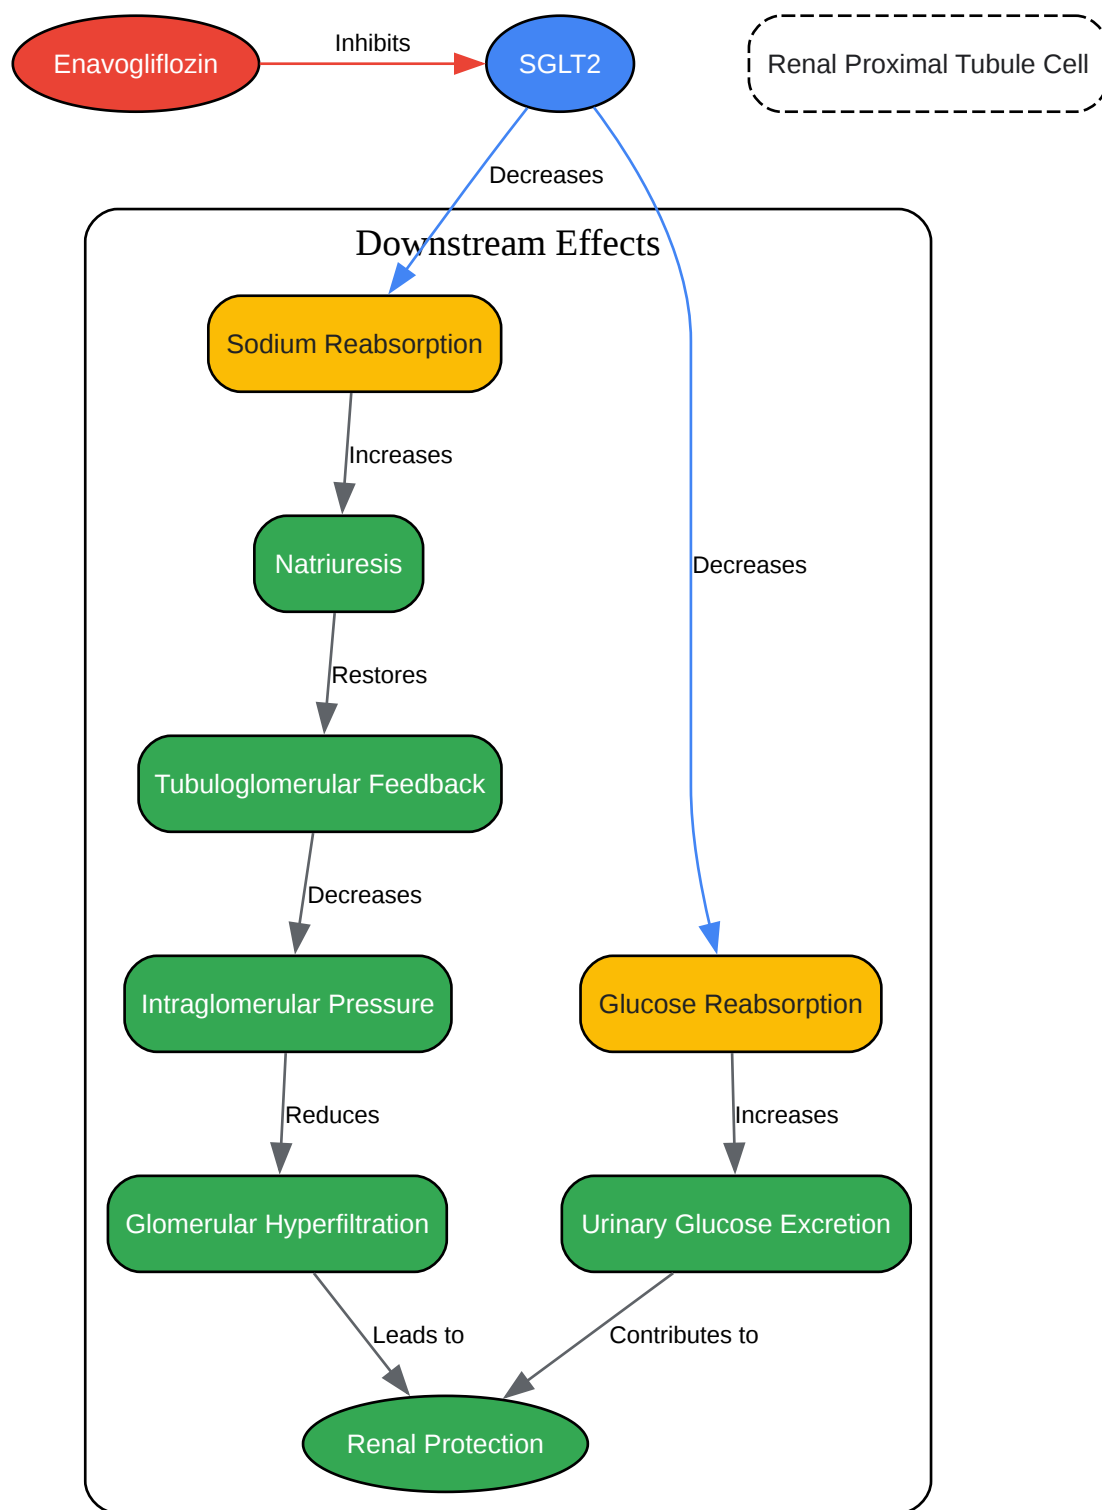 Enavogliflozin
Inhibits
SGLT2
Renal Proximal Tubule Cell
Decreases
Downstream Effects
Sodium Reabsorption
Increases
Natriuresis
Decreases
Restores
Tubuloglomerular Feedback
Decreases
Intraglomerular Pressure
Glucose Reabsorption
Reduces
Increases
Glomerular Hyperfiltration
Urinary Glucose Excretion
Leads to
Contributes to
Renal Protection